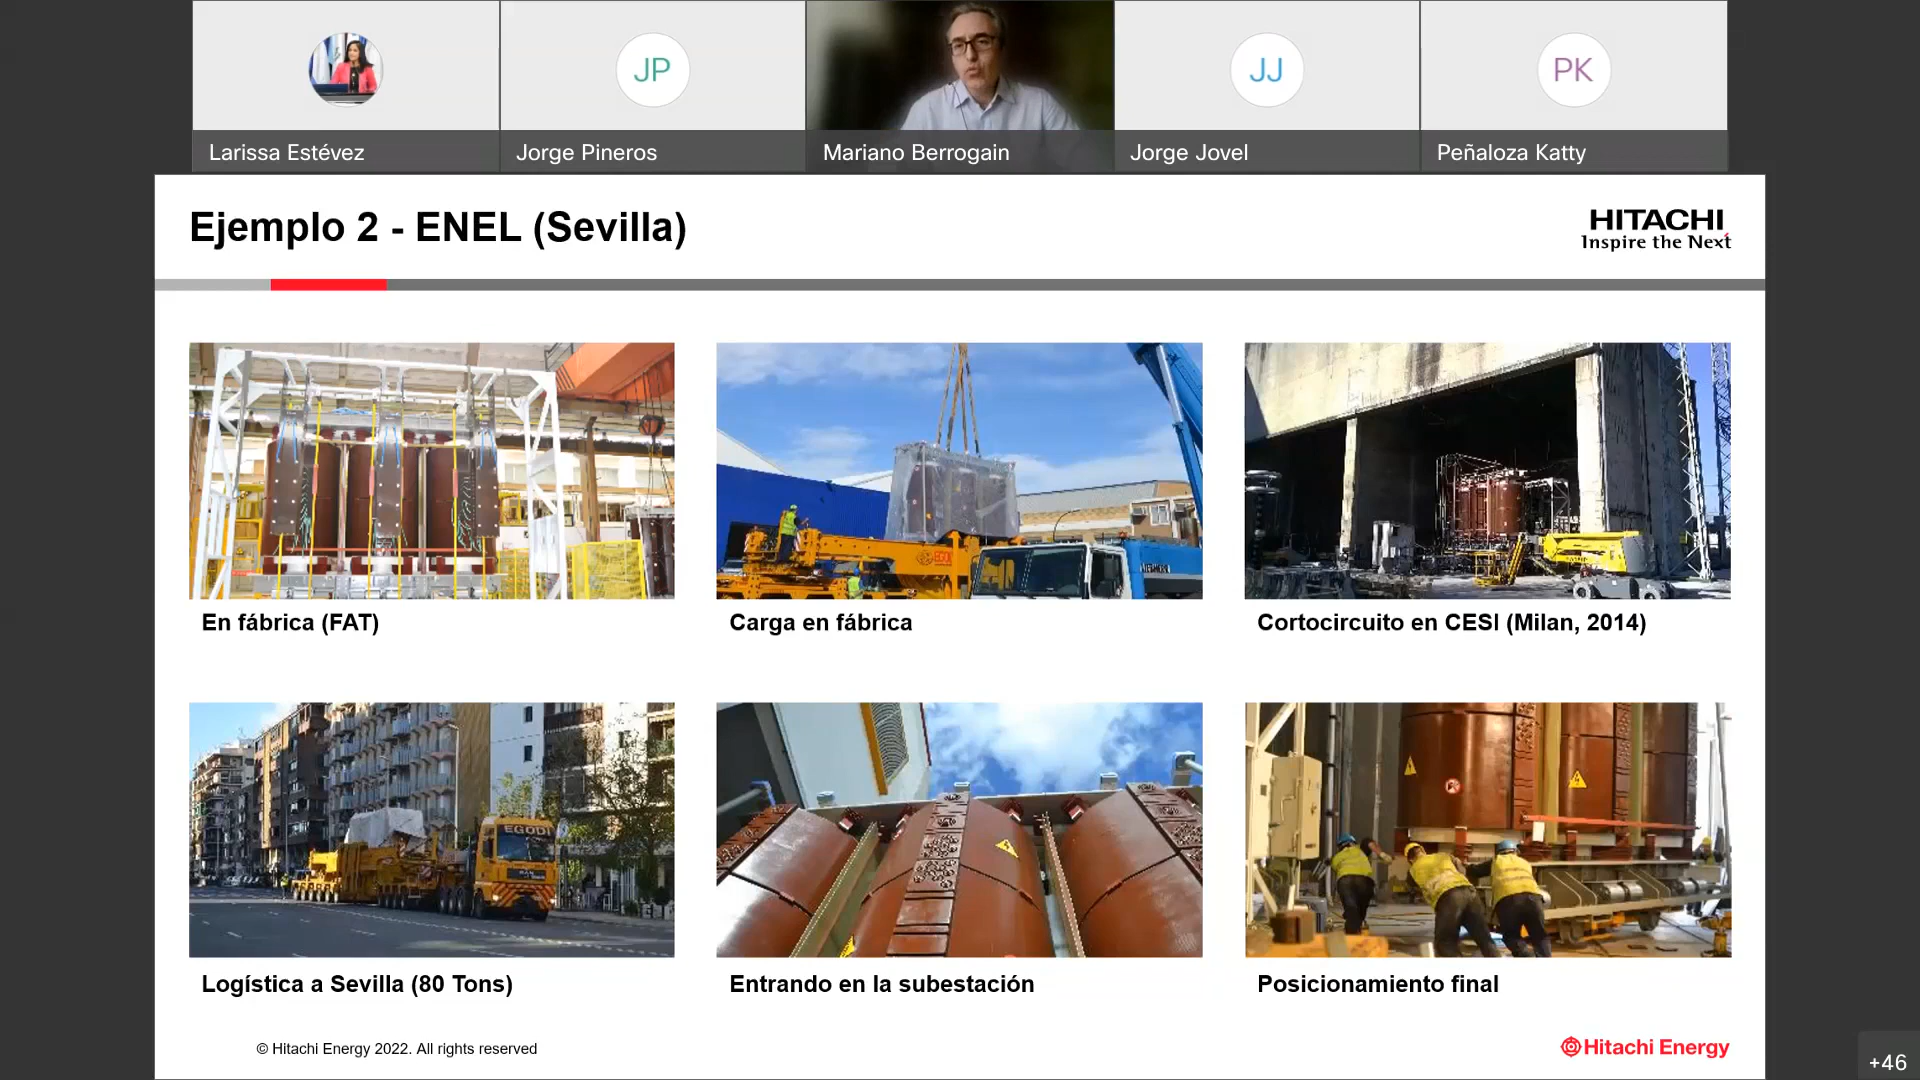 JP
JJ
PK
Larissa Estévez
Jorge Pineros
Mariano Berrogain
Jorge Jovel
Peñaloza Katty
Ejemplo 2 - ENEL (Sevilla)
HITACHI
Inspire the Next
En fábrica (FAT)
Carga en fábrica
Cortocircuito en CESI (Milan, 2014)
EGODI
Logística a Sevilla (80 Tons)
Entrando en la subestación
Posicionamiento final
© Hitachi Energy 2022. All rights reserved
Hitachi Energy
+46